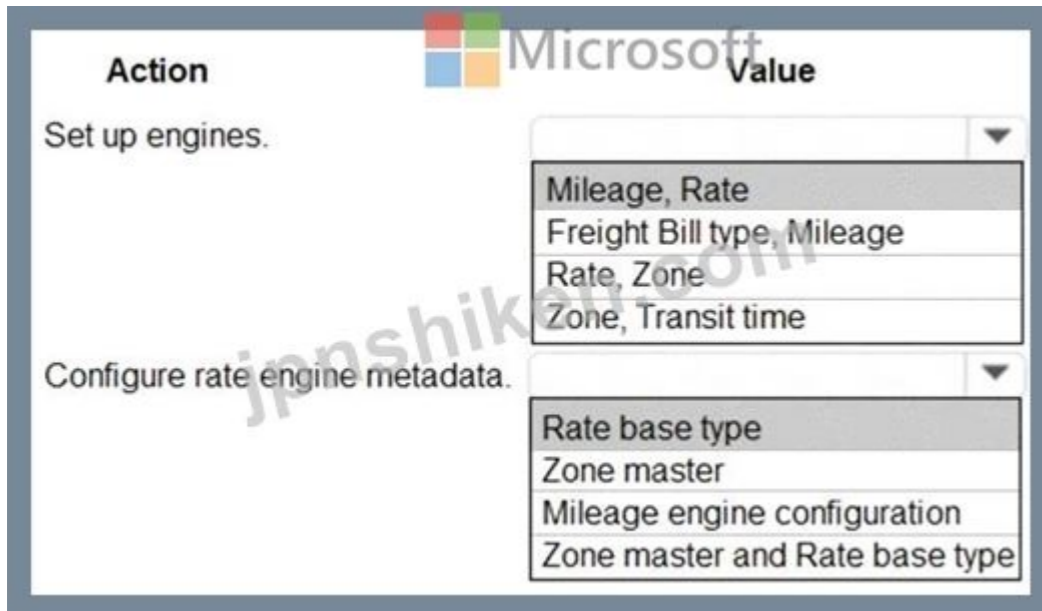 Microsoft
Action Value
Set up engines.
Mileage, Rate
Freight Bill type, Mileage
Rate, Zone
Zone, Transit time
jpnshiken.com
Configure rate engine metadata.
Rate base type
Zone master
Mileage engine configuration
Zone master and Rate base type